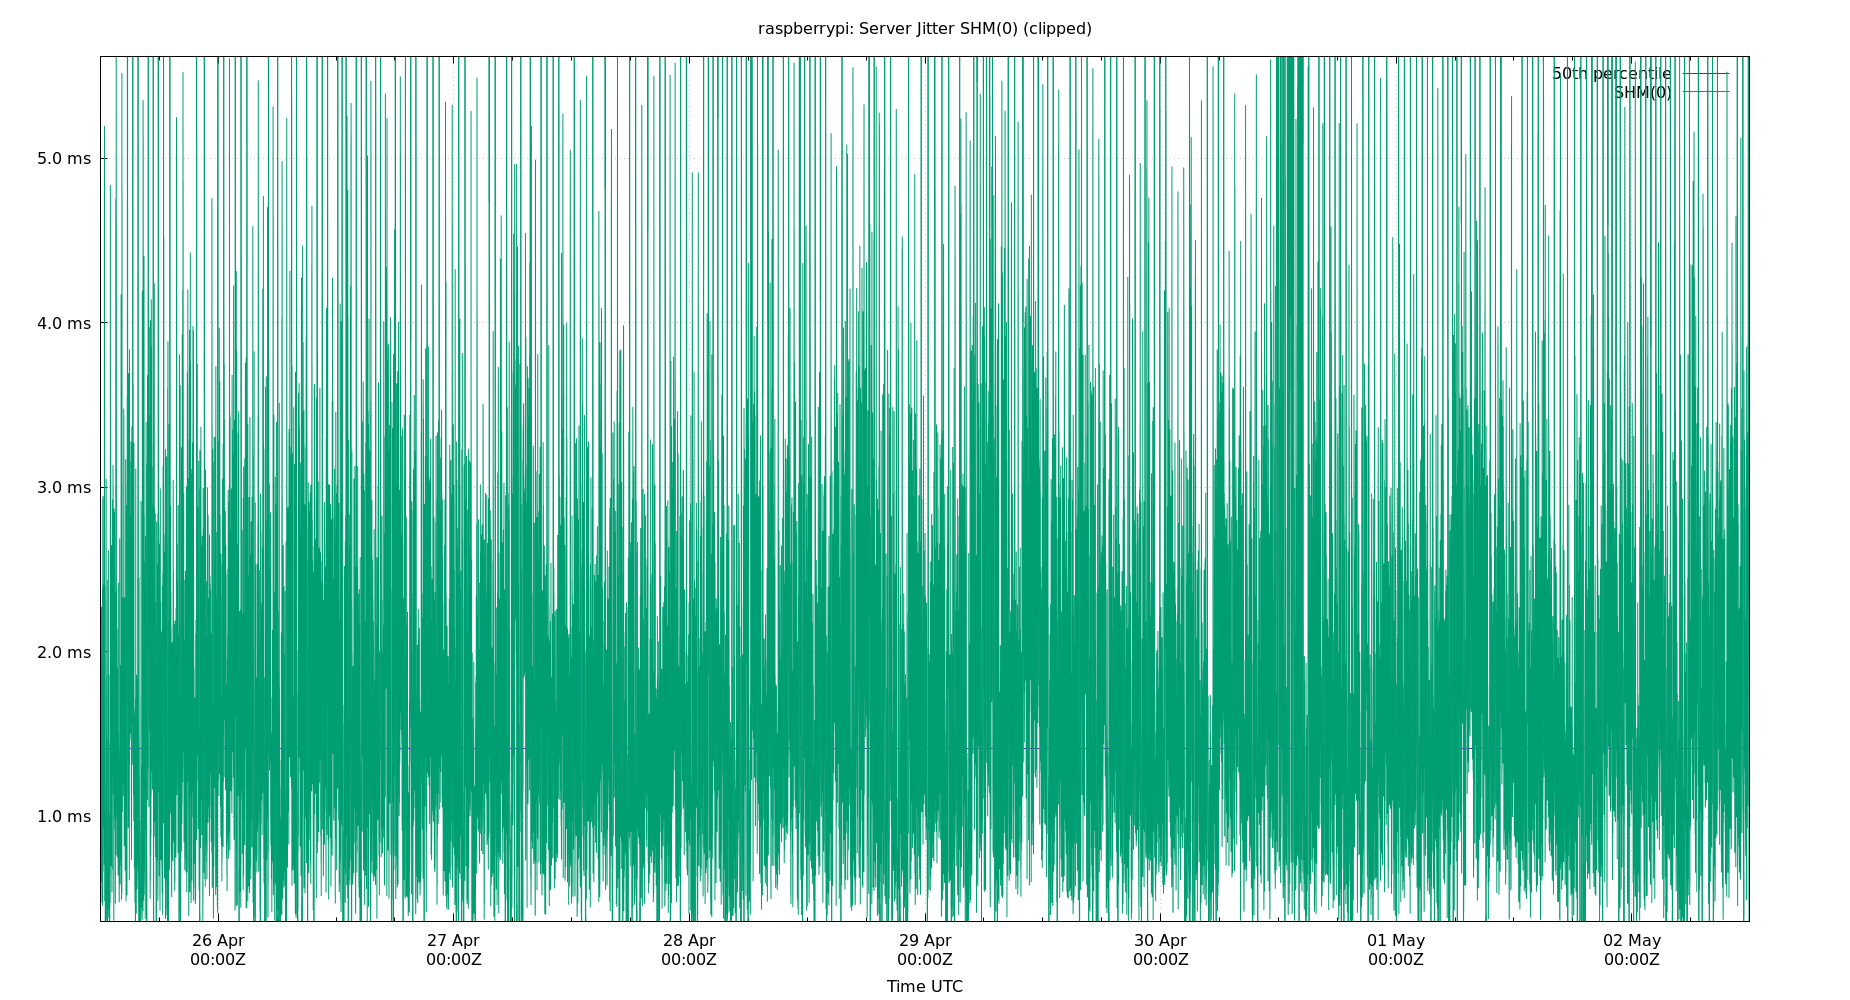 raspberrypi: Server Jitter SHM(0) (clipped)
50th percentile
SHM(0)
5.0 ms
4.0 ms
3.0 ms
2.0 ms
1.0 ms
26 Apr 27 Apr 28 Apr 29 Apr 30 Apr 01 May 02 May
00:00Z 00:00Z 00:00Z 00:00Z 00:00Z 00:00Z 00:00Z
Time UTC